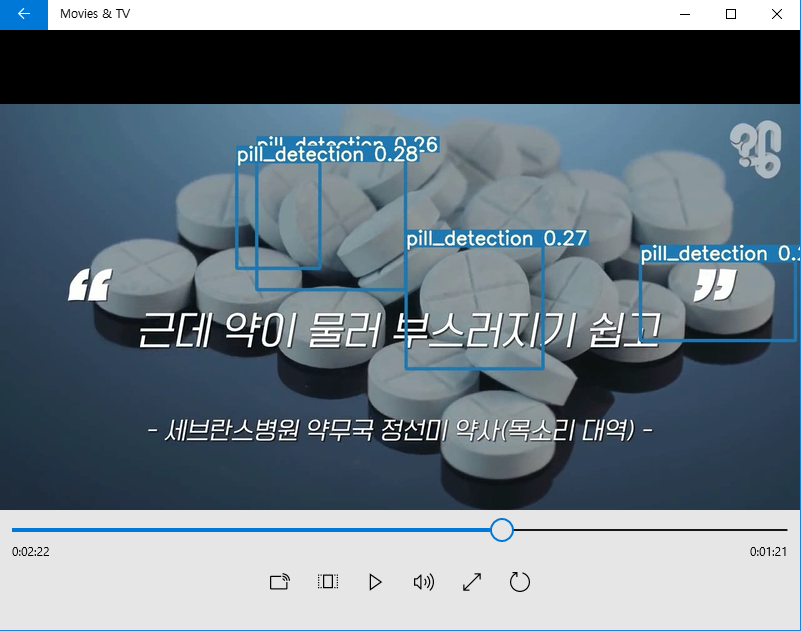 Movies & TV
pill_detection 0.26
pill_detection 0.28
pill_detection 0.27
pill_detection 0.
“ ”
근데 약이 물러 부스러지기 쉽고
- 세브란스병원 약무국 정선미 약사(목소리 대역) -
0:02:22
0:01:21